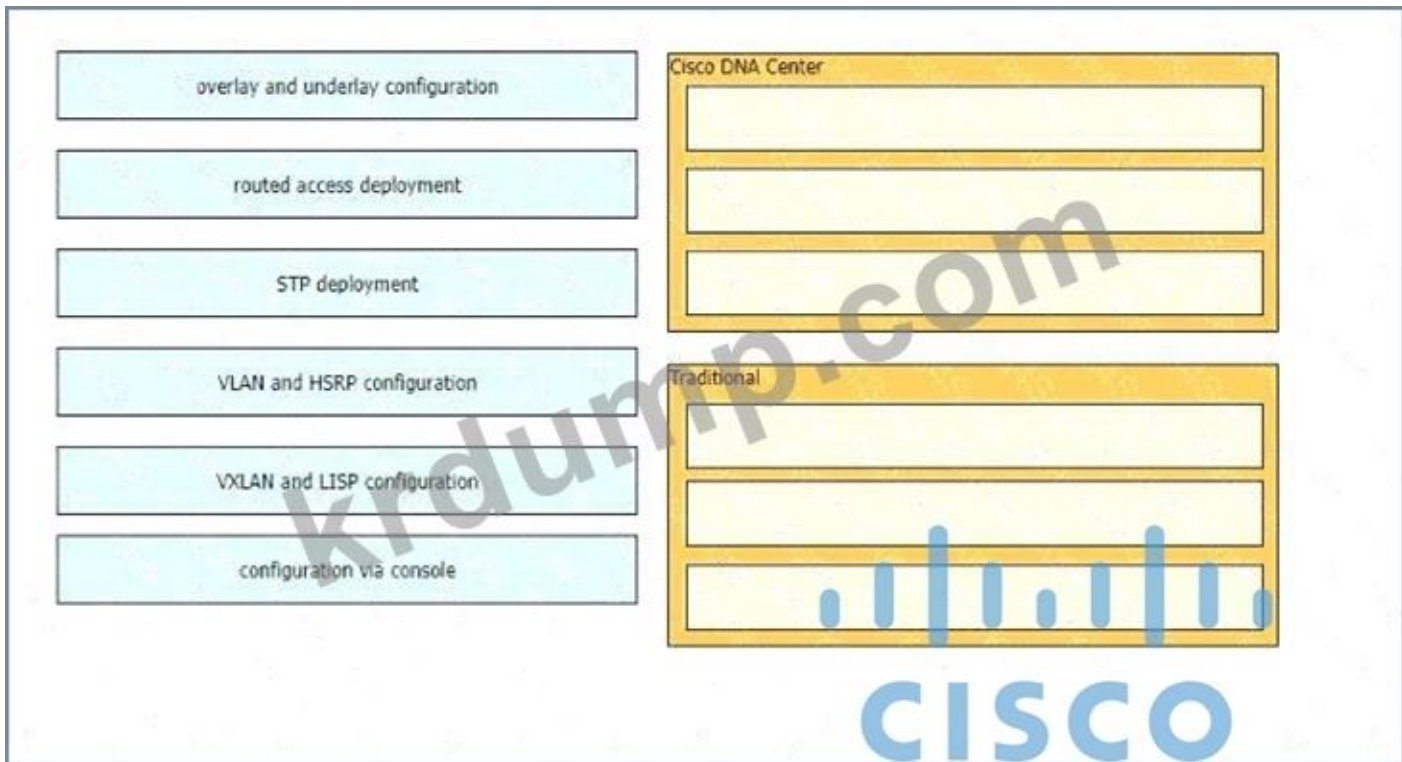 overlay and underlay configuration
routed access deployment
STP deployment
VLAN and HSRP configuration
VXLAN and LISP configuration
configuration via console
Cisco DNA Center
Traditional
krdump.com
CISCO